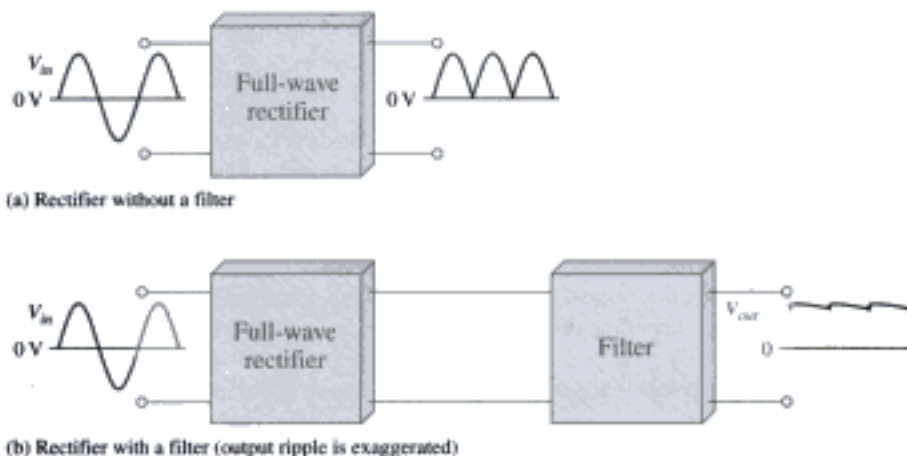 V_in
0 V
Full-wave
rectifier
0 V
(a) Rectifier without a filter
V_in
0 V
Full-wave
rectifier
Filter
V_out
0
(b) Rectifier with a filter (output ripple is exaggerated)